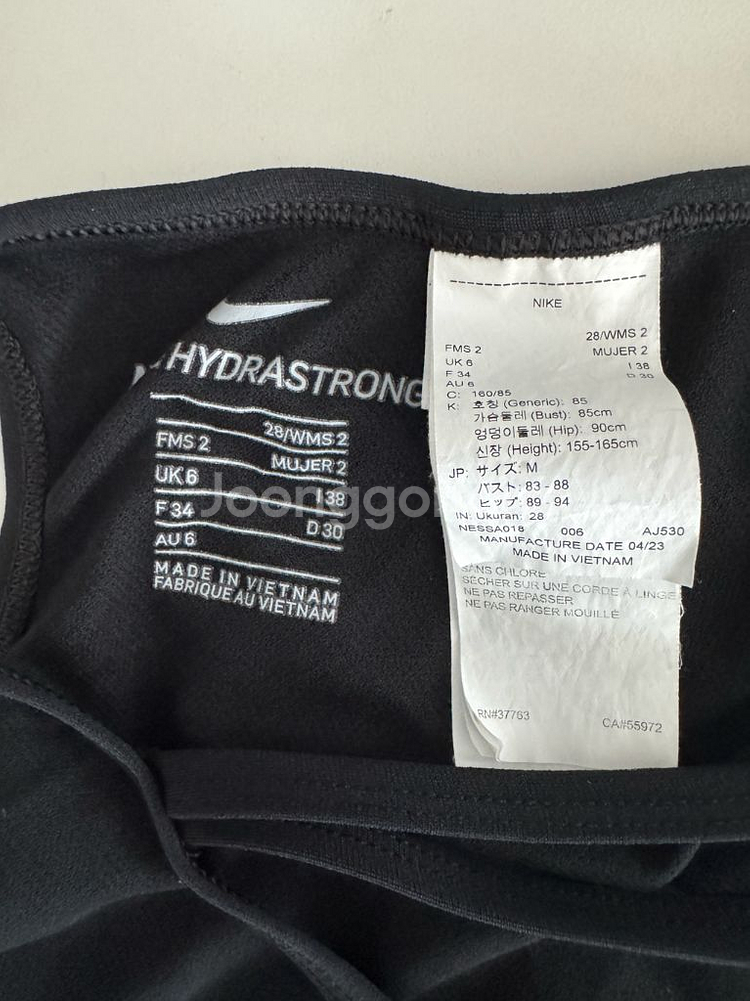 HYDRASTRONG
28/WMS 2
FMS 2
MUJER 2
UK 6
I 38
F 34
D 30
AU 6
MADE IN VIETNAM
FABRIQUE AU VIETNAM
NIKE
28/WMS 2
FMS 2
MUJER 2
UK 6
I 38
F 34
D 30
AU 6
C: 160/85
K: 호칭 (Generic): 85
가슴둘레 (Bust): 85cm
엉덩이둘레 (Hip): 90cm
신장 (Height): 155-165cm
JP: サイズ: M
バスト: 83 - 88
ヒップ: 89 - 94
IN: Ukuran: 28
NESSA018 006 AJ530
MANUFACTURE DATE 04/23
MADE IN VIETNAM
SANS CHLORE
SÉCHER SUR UNE CORDE À LINGE
NE PAS REPASSER
NE PAS RANGER MOUILLÉ
RN#37763 CA#55972